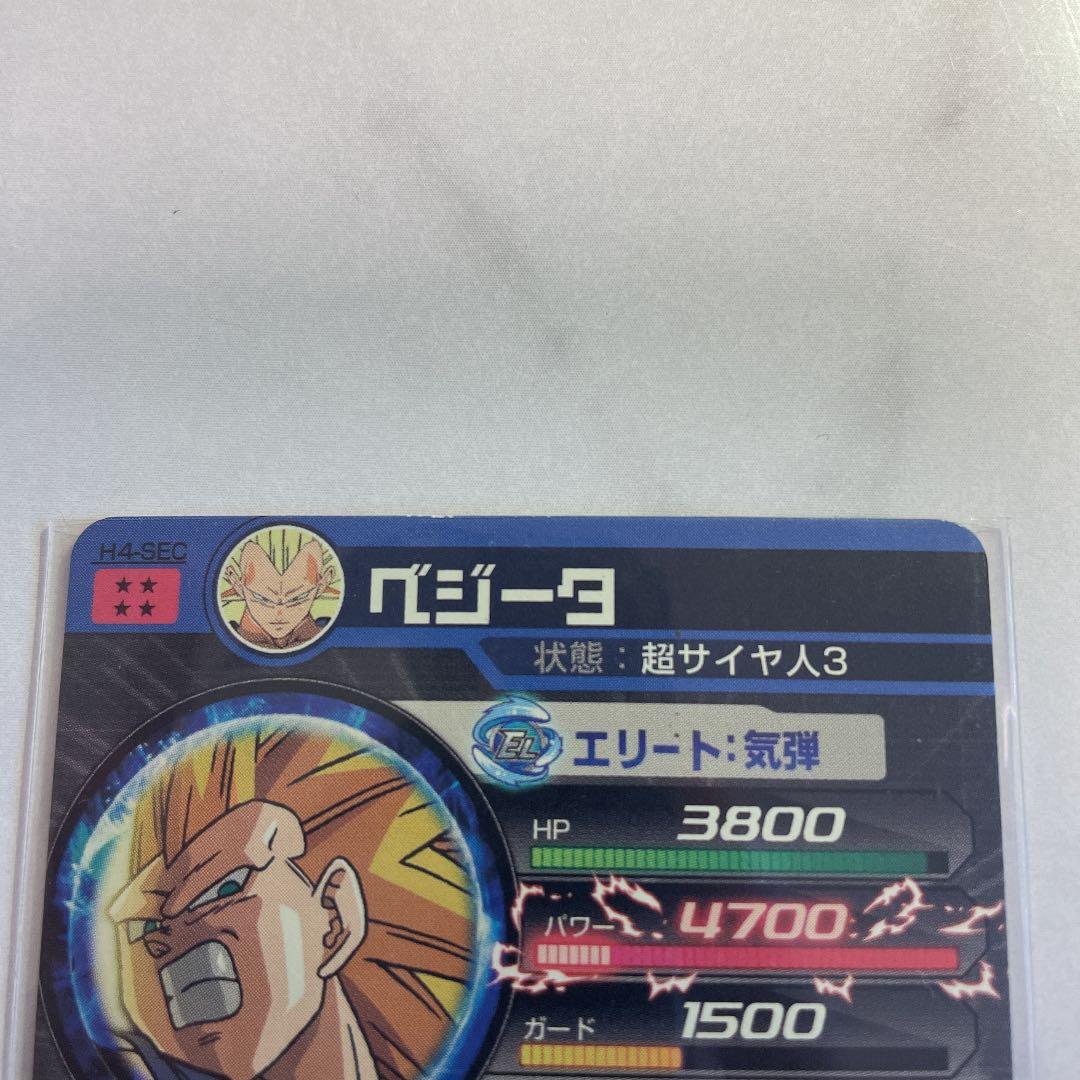 H4-SEC
ベジータ
状態：超サイヤ人3
EL
エリート：気弾
HP 3800
パワー 4700
ガード 1500